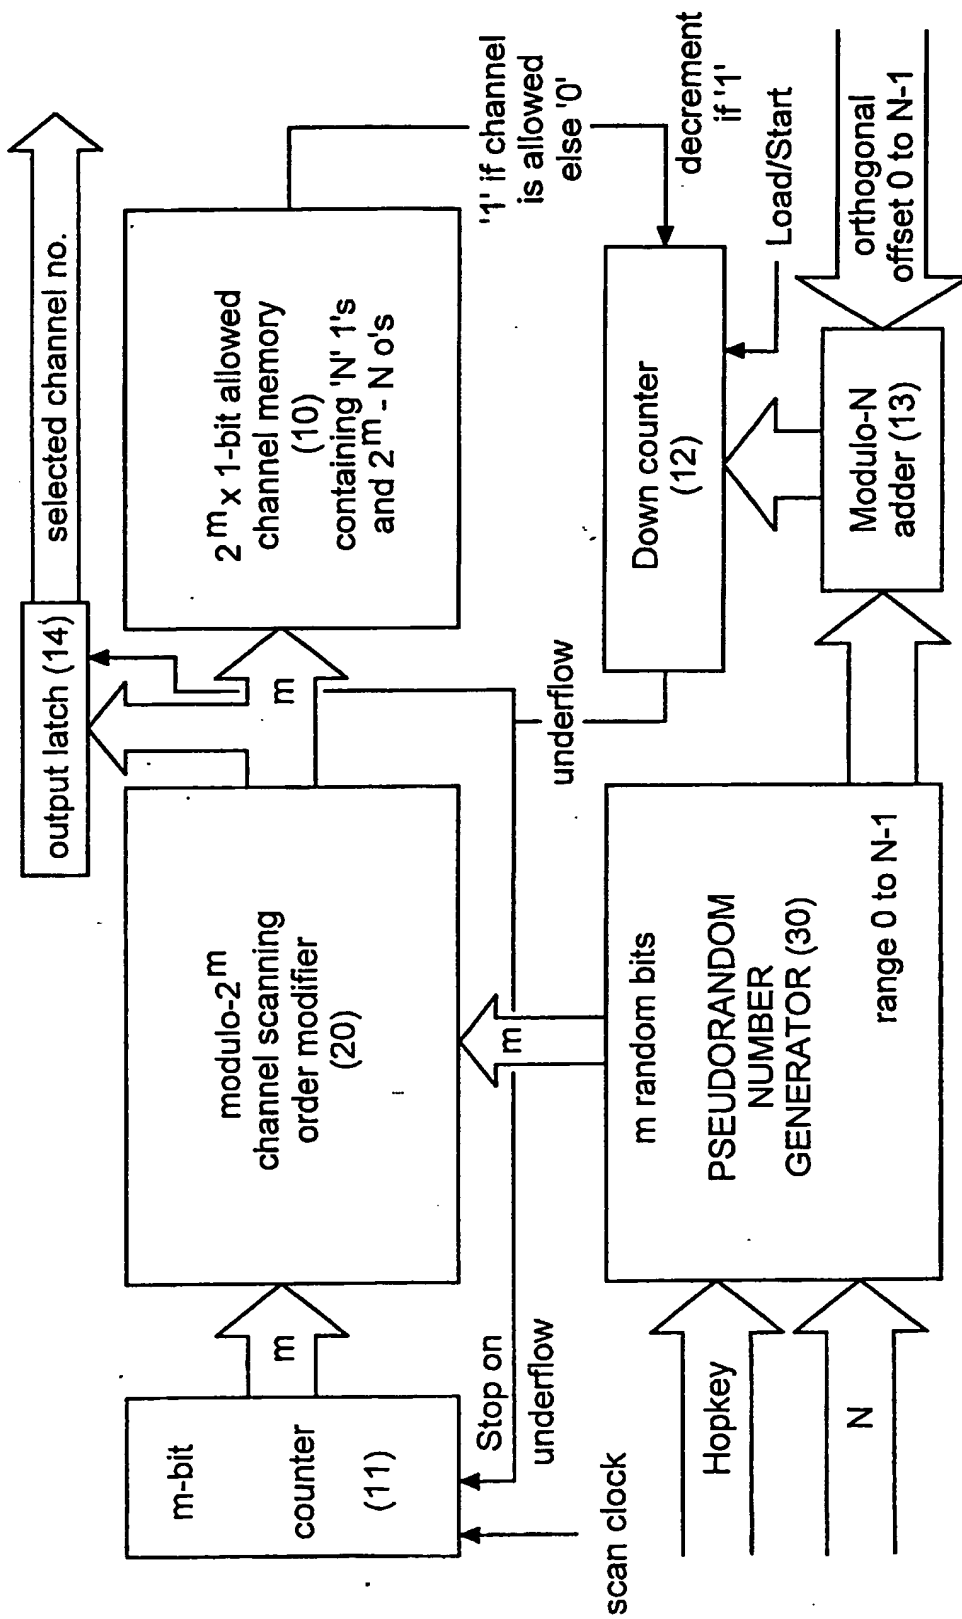 output latch (14)
selected channel no.
m-bit
counter
(11)
m
modulo-2^m
channel scanning
order modifier
(20)
m
2^m x 1-bit allowed
channel memory
(10)
containing 'N' 1's
and 2^m - N o's
'1' if channel
is allowed
else '0'
scan clock
Stop on
underflow
m
underflow
Down counter
(12)
decrement
if '1'
Load/Start
Hopkey
N
m random bits
PSEUDORANDOM
NUMBER
GENERATOR (30)
range 0 to N-1
Modulo-N
adder (13)
orthogonal
offset 0 to N-1